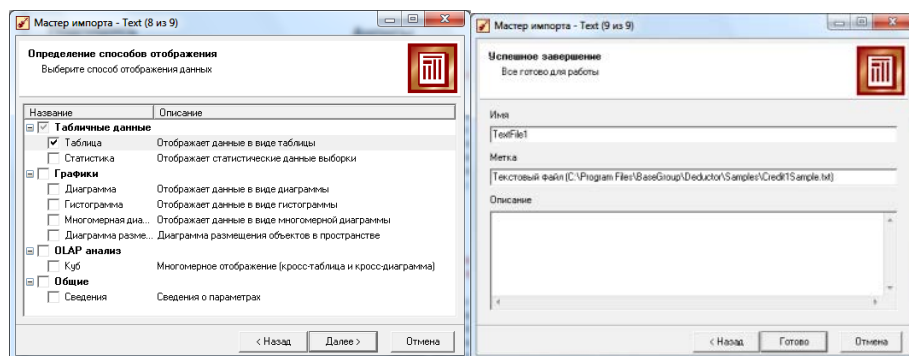 Мастер импорта - Text (8 из 9)
Определение способов отображения
Выберите способ отображения данных
Название Описание
Табличные данные
Таблица Отображает данные в виде таблицы
Статистика Отображает статистические данные выборки
Графики
Диаграмма Отображает данные в виде диаграммы
Гистограмма Отображает данные в виде гистограммы
Многомерная диа... Отображает данные в виде многомерной диаграммы
Диаграмма разме... Диаграмма размещения объектов в пространстве
OLAP анализ
Куб Многомерное отображение (кросс-таблица и кросс-диаграмма)
Общие
Сведения Сведения о параметрах
< Назад Далее > Отмена
Мастер импорта - Text (9 из 9)
Успешное завершение
Все готово для работы
Имя
TextFile1
Метка
Текстовый файл (C:\Program Files\BaseGroup\Deductor\Samples\Credit1Sample.txt)
Описание
< Назад Готово Отмена